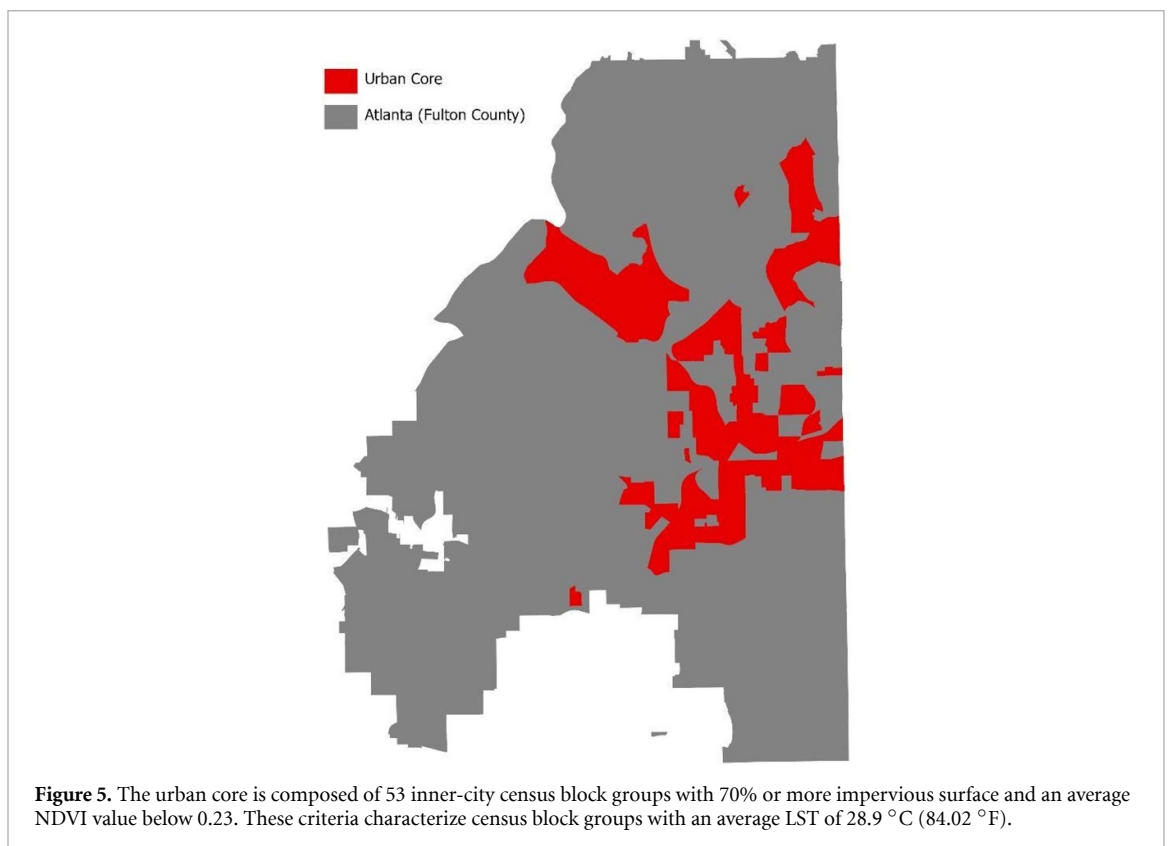 Urban Core
Atlanta (Fulton County)
Figure 5. The urban core is composed of 53 inner-city census block groups with 70% or more impervious surface and an average
NDVI value below 0.23. These criteria characterize census block groups with an average LST of 28.9 °C (84.02 °F).